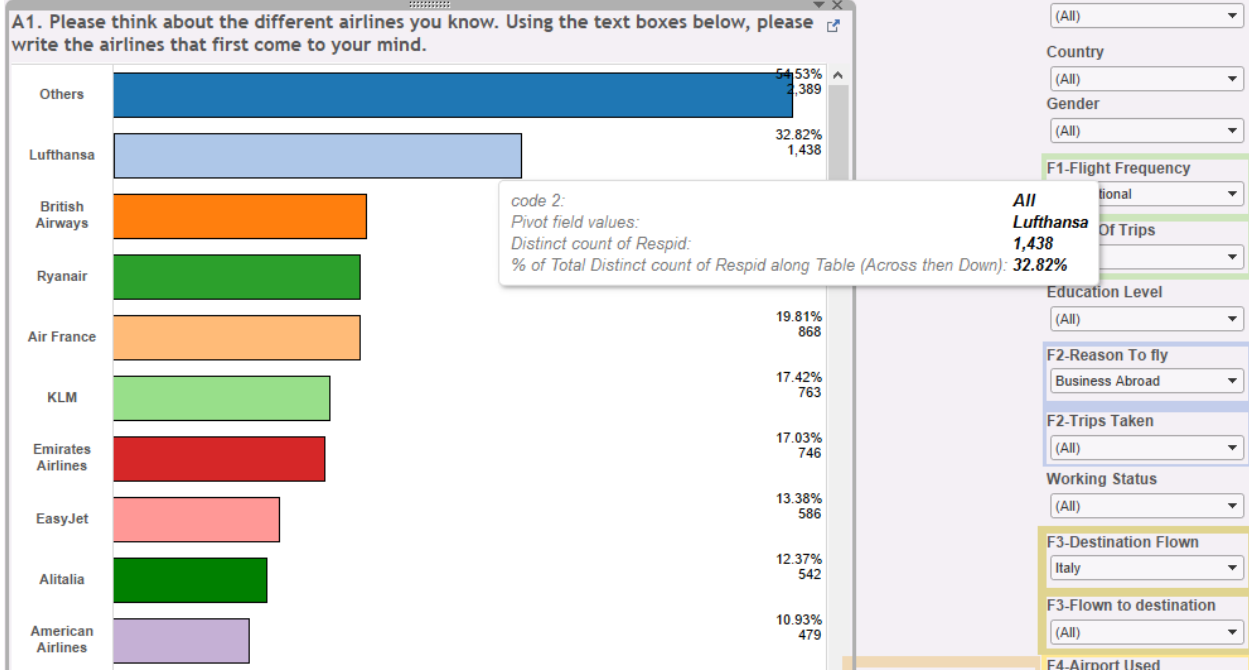 A1. Please think about the different airlines you know. Using the text boxes below, please
write the airlines that first come to your mind.
Others
54.53%
2,389
Lufthansa
32.82%
1,438
British
Airways
Ryanair
Air France
19.81%
868
KLM
17.42%
763
Emirates
Airlines
17.03%
746
EasyJet
13.38%
586
Alitalia
12.37%
542
American
Airlines
10.93%
479
code 2: All
Pivot field values: Lufthansa
Distinct count of Respid: 1,438
% of Total Distinct count of Respid along Table (Across then Down): 32.82%
(All)
Country
(All)
Gender
(All)
F1-Flight Frequency
tional
Of Trips
Education Level
(All)
F2-Reason To fly
Business Abroad
F2-Trips Taken
(All)
Working Status
(All)
F3-Destination Flown
Italy
F3-Flown to destination
(All)
F4-Airport Used